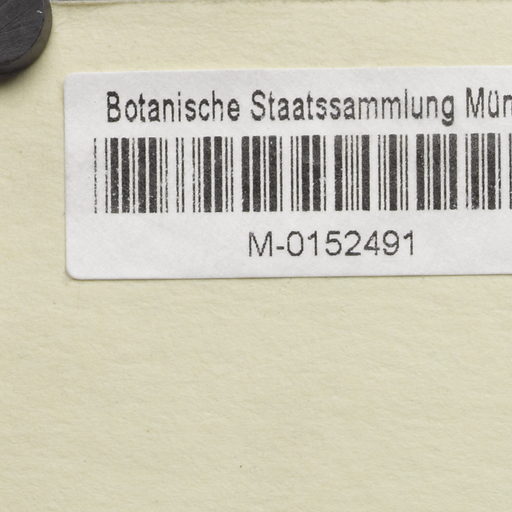 Botanische Staatssammlung Mün
M-0152491